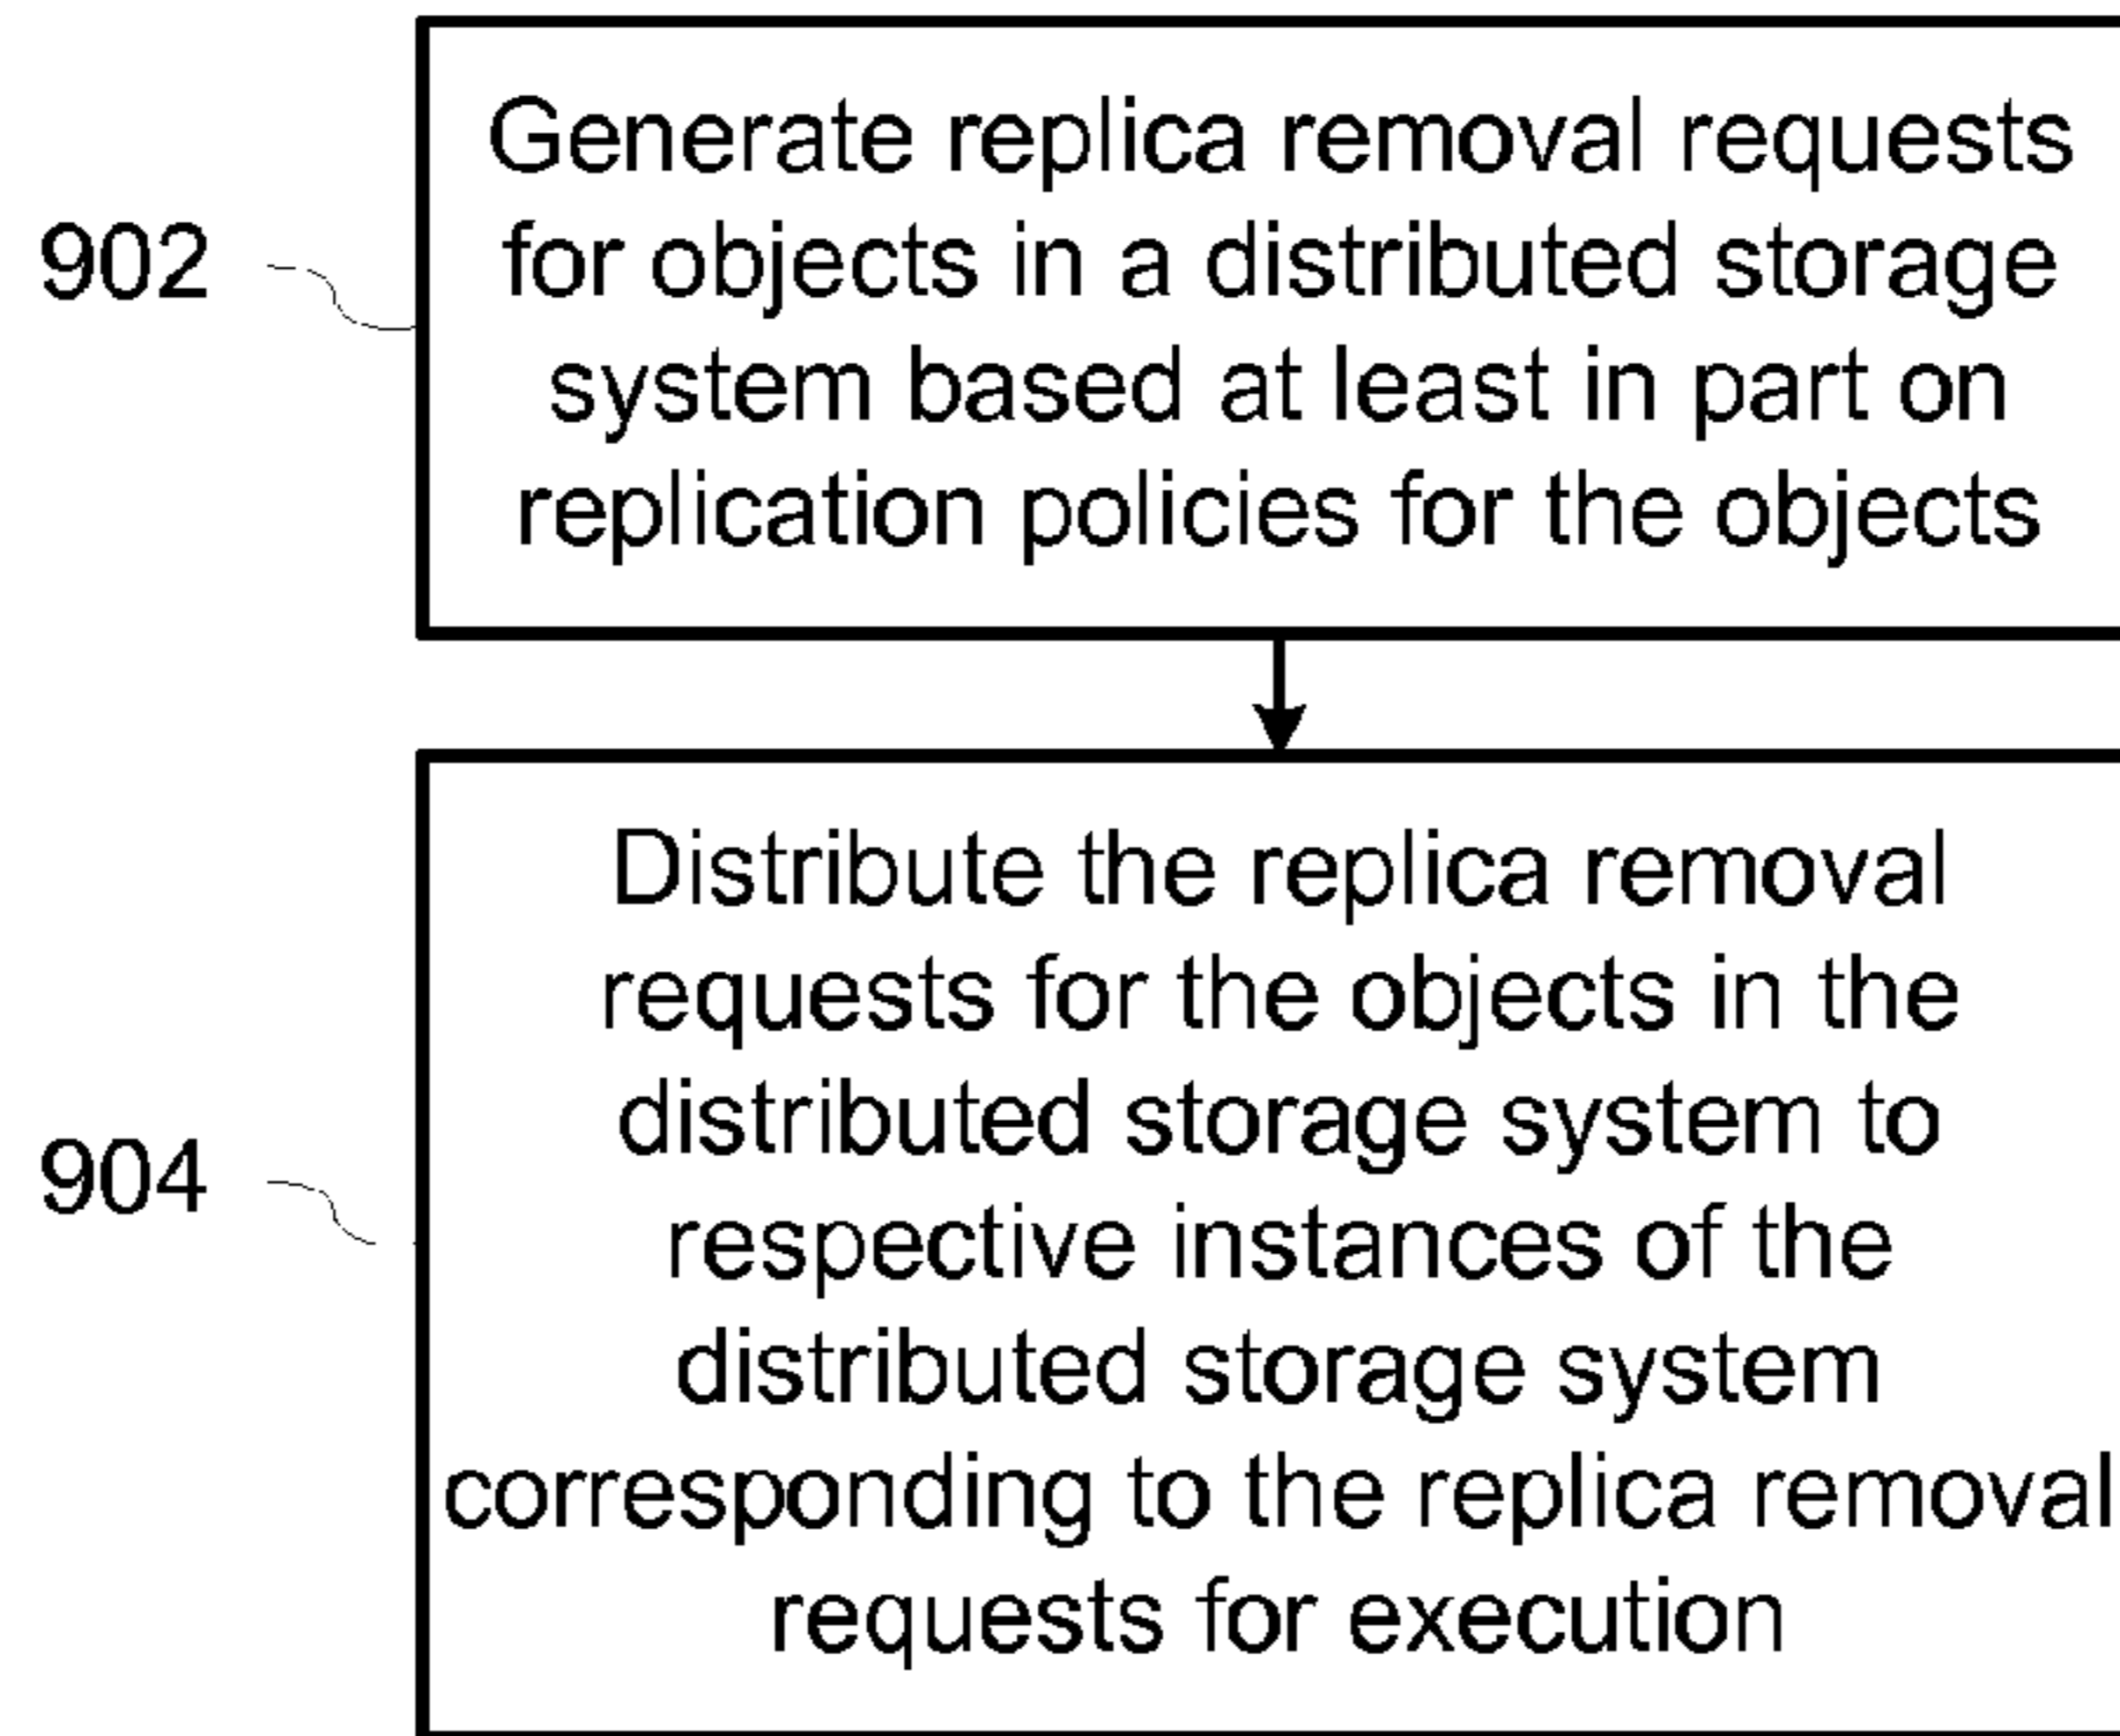 Generate replica removal requests
for objects in a distributed storage
902
system based at least in part on
replication policies for the objects
Distribute the replica removal
requests for the objects in the
distributed storage system to
904
respective instances of the
distributed storage system
corresponding to the replica removal
requests for execution